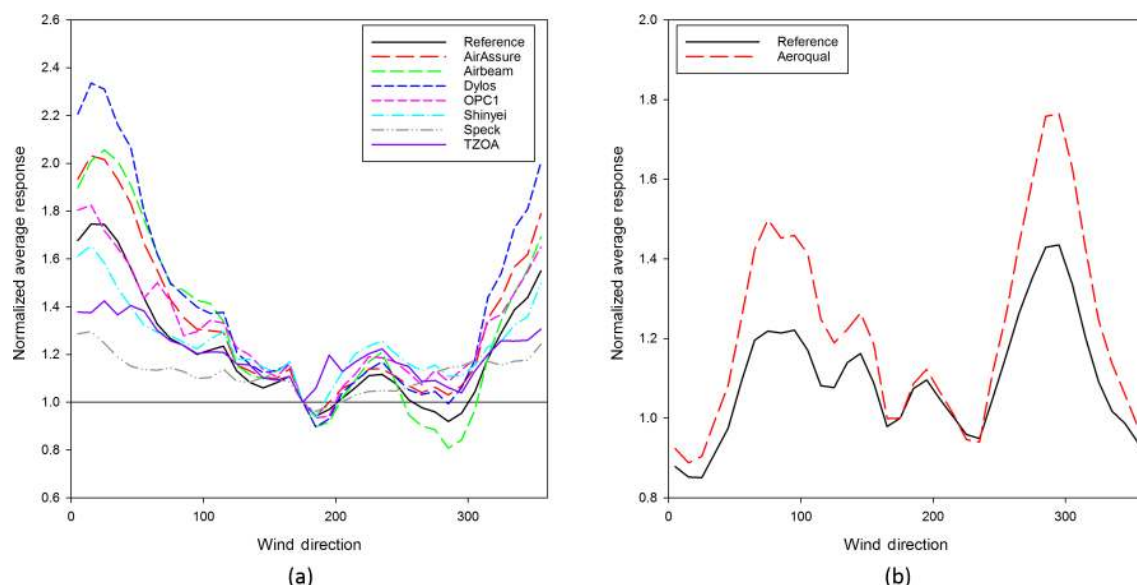 2.6
2.4
2.2
2.0
1.8
1.6
1.4
1.2
1.0
0.8
0.6
0
100
200
300
Normalized average response
Wind direction
Reference
AirAssure
Airbeam
Dylos
OPC1
Shinyei
Speck
TZOA
(a)
2.0
1.8
1.6
1.4
1.2
1.0
0.8
0
100
200
300
Normalized average response
Wind direction
Reference
Aeroqual
(b)